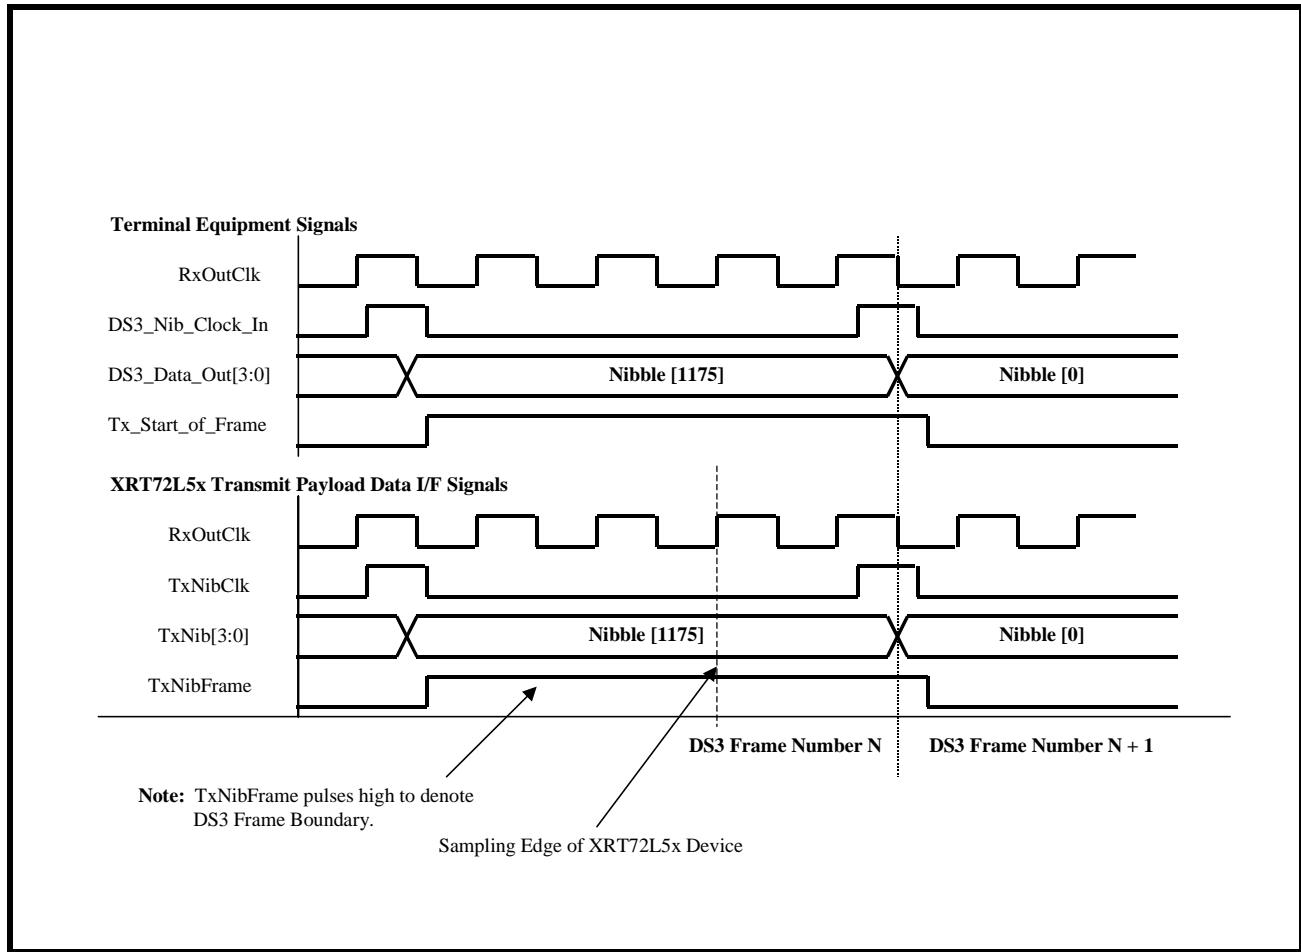 Terminal Equipment Signals
RxOutClk
DS3_Nib_Clock_In
DS3_Data_Out[3:0]
Nibble [1175]
Nibble [0]
Tx_Start_of_Frame
XRT72L5x Transmit Payload Data I/F Signals
RxOutClk
TxNibClk
TxNib[3:0]
Nibble [1175]
Nibble [0]
TxNibFrame
DS3 Frame Number N
DS3 Frame Number N + 1
Note: TxNibFrame pulses high to denote
DS3 Frame Boundary.
Sampling Edge of XRT72L5x Device